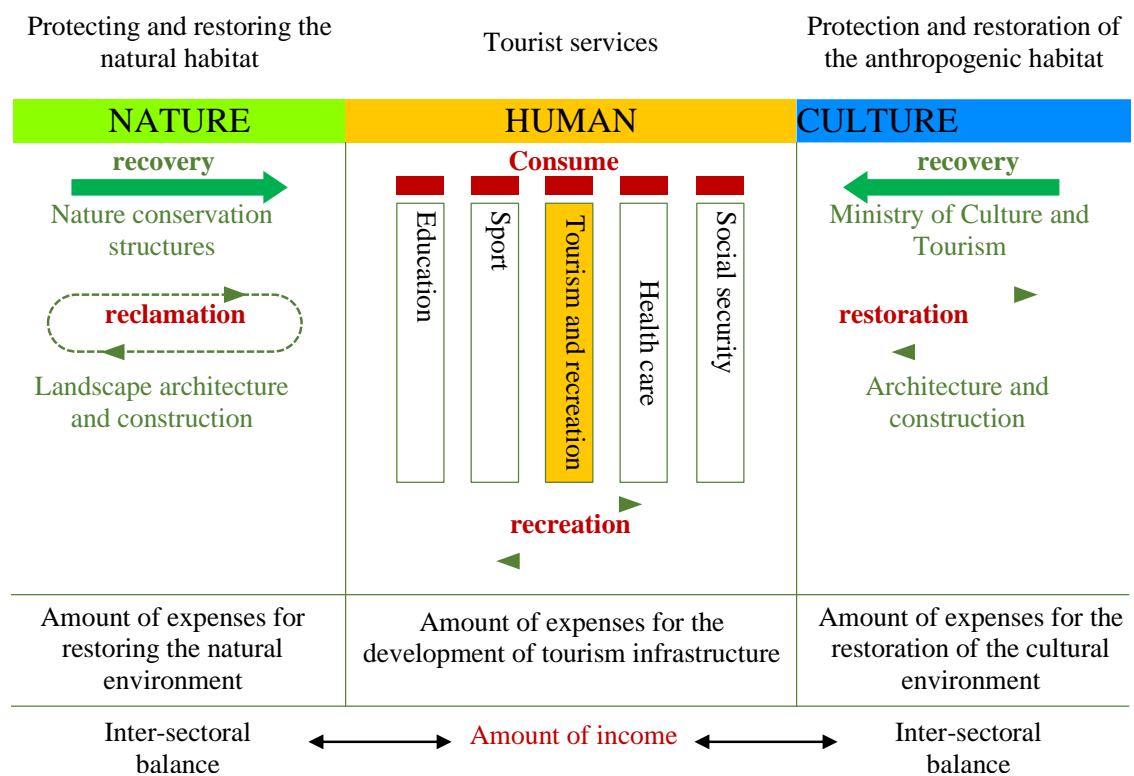 Protecting and restoring the
natural habitat
Tourist services
Protection and restoration of
the anthropogenic habitat
NATURE
HUMAN
CULTURE
recovery
Nature conservation
structures
reclamation
Landscape architecture
and construction
Consume
Education
Sport
Tourism and recreation
Health care
Social security
recreation
recovery
Ministry of Culture and
Tourism
restoration
Architecture and
construction
Amount of expenses for
restoring the natural
environment
Amount of expenses for the
development of tourism infrastructure
Amount of expenses for the
restoration of the cultural
environment
Inter-sectoral
balance
Amount of income
Inter-sectoral
balance